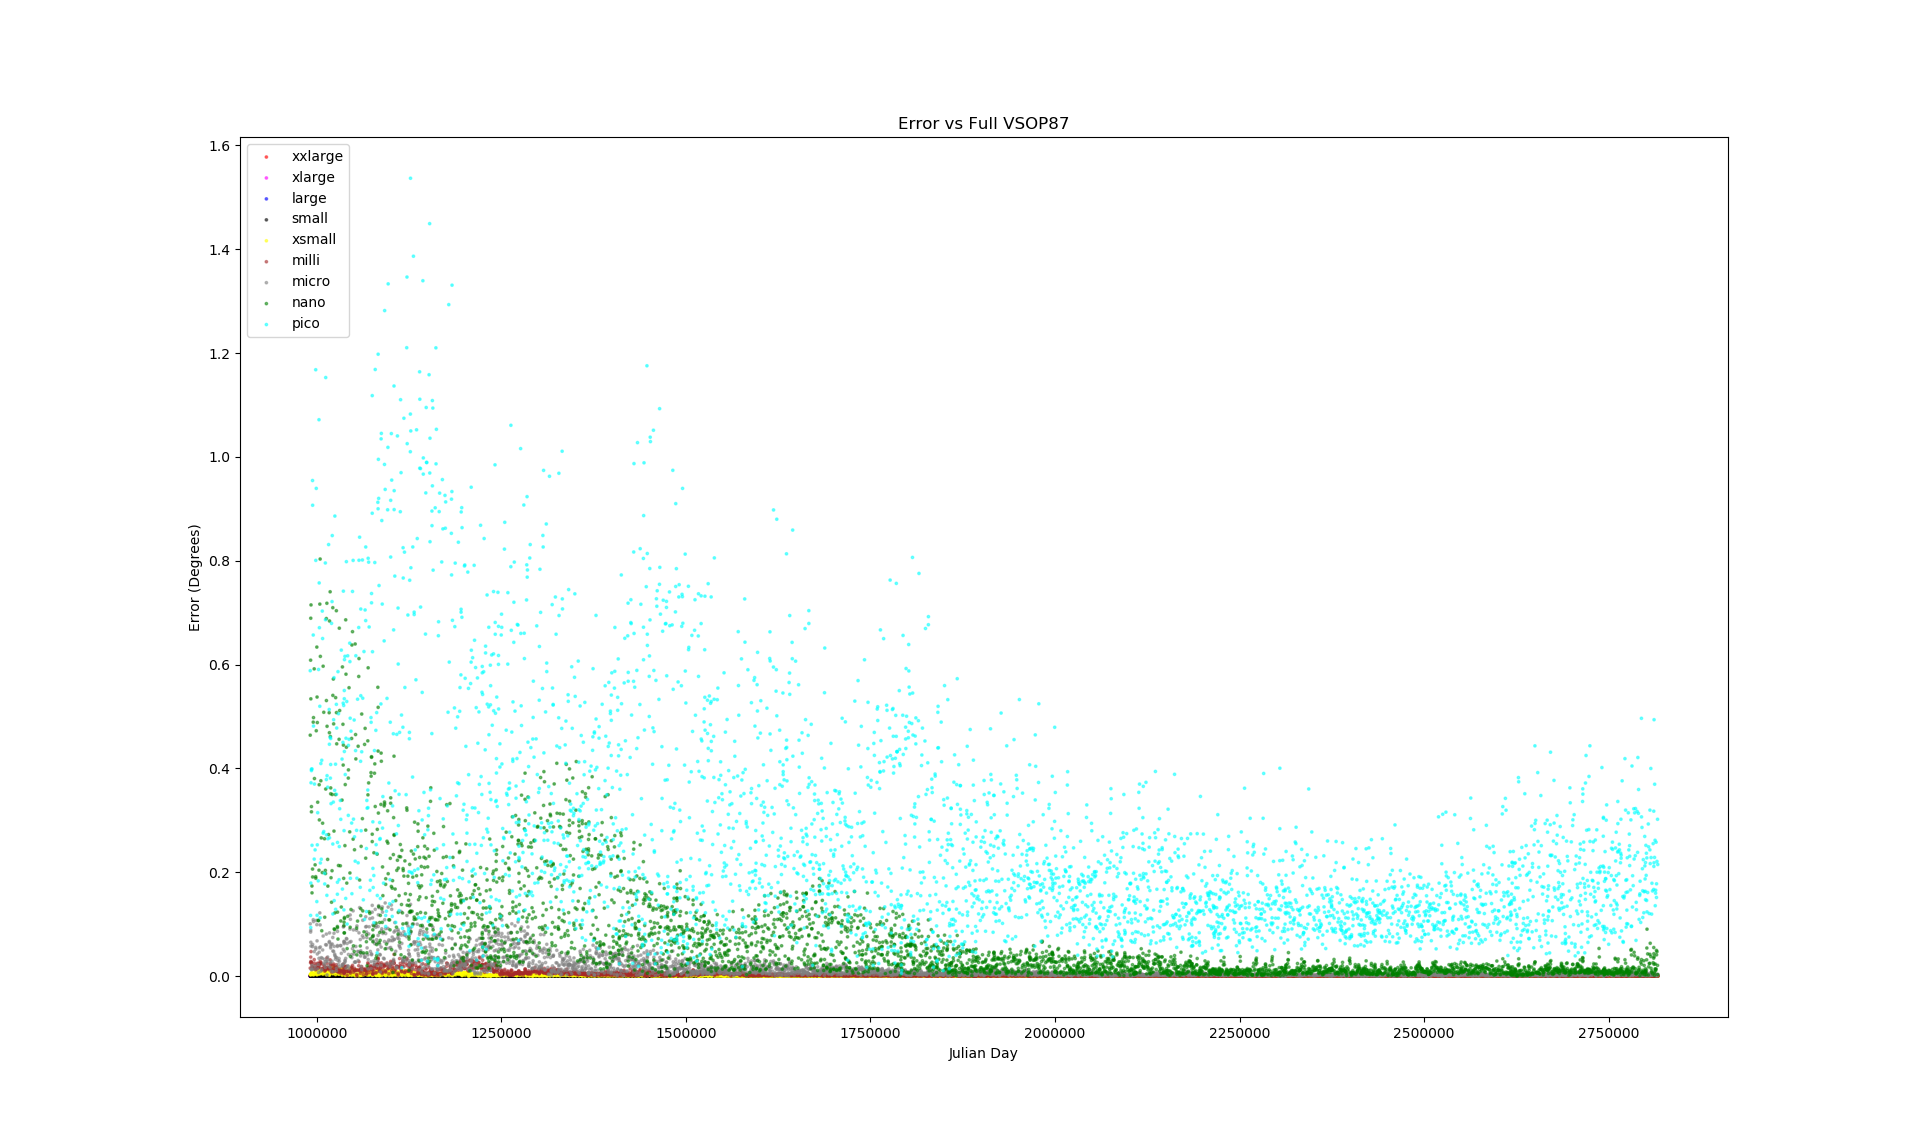 Error vs Full VSOP87
1.6
1.4
1.2
1.0
0.8
0.6
0.4
0.2
0.0
Error (Degrees)
xxlarge
xlarge
large
small
xsmall
milli
micro
nano
pico
1000000 1250000 1500000 1750000 2000000 2250000 2500000 2750000
Julian Day